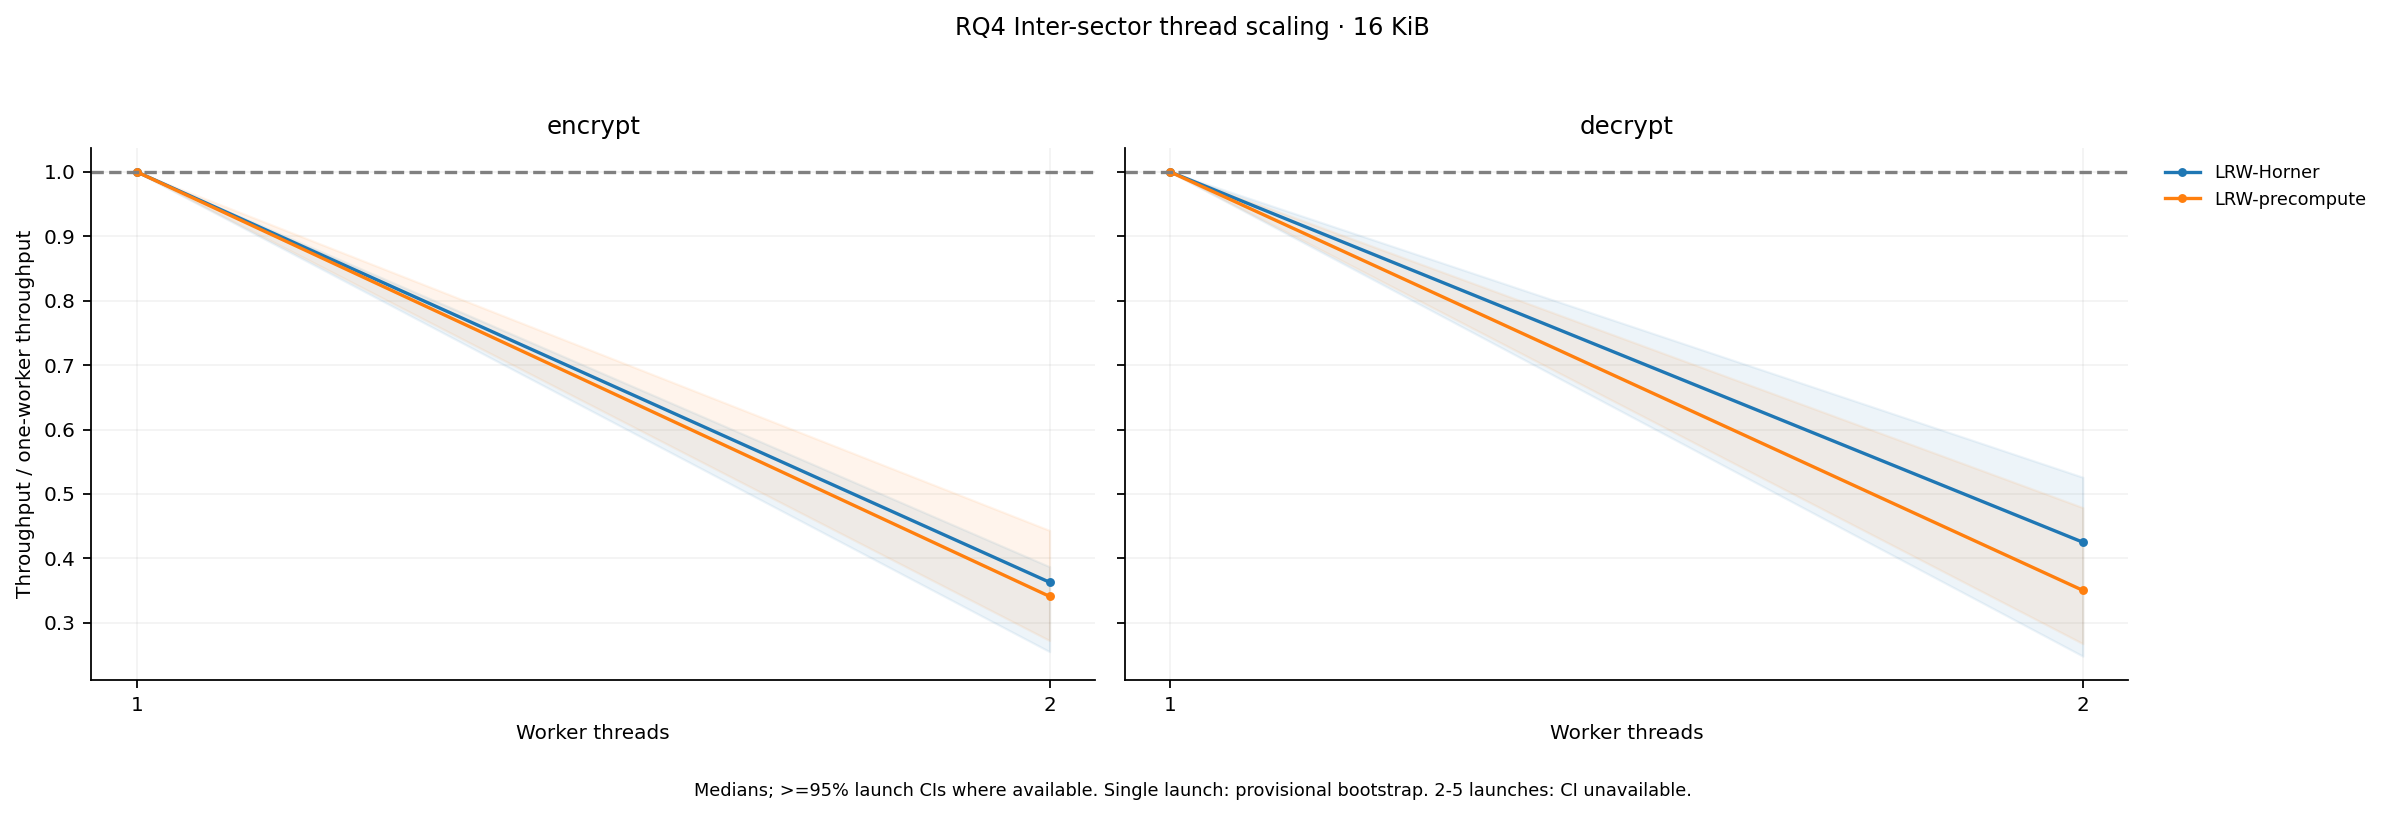 RQ4 Inter-sector thread scaling · 16 KiB
encrypt
decrypt
LRW-Horner
LRW-precompute
Throughput / one-worker throughput
1.0
0.9
0.8
0.7
0.6
0.5
0.4
0.3
1
2
1
2
Worker threads
Worker threads
Medians; >=95% launch CIs where available. Single launch: provisional bootstrap. 2-5 launches: CI unavailable.